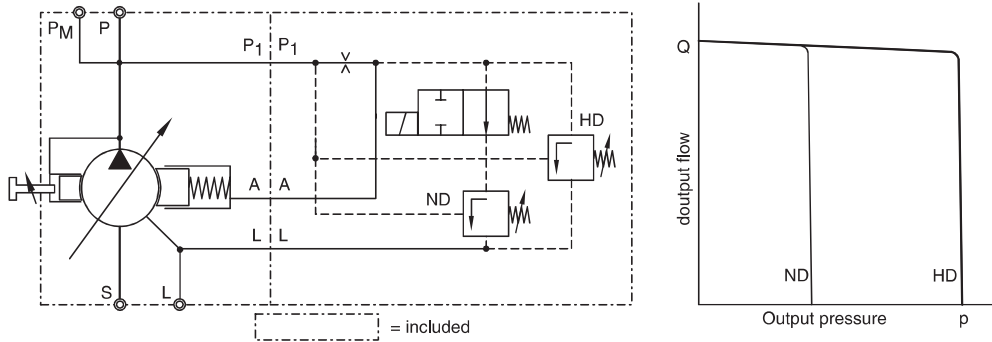 PM P
P1 P1
HD
A A
ND
L L
S L
= included
Q
doutput flow
ND HD
Output pressure p